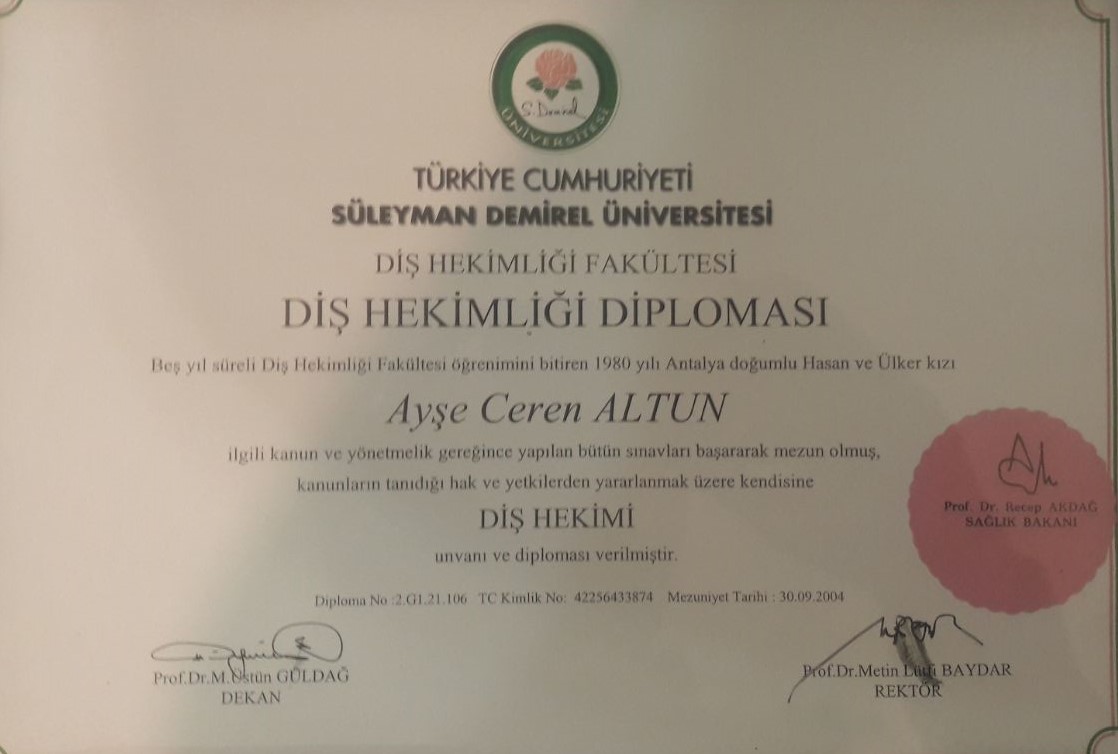 S. Demirel
ÜNİVERSİTESİ
TÜRKİYE CUMHURİYETİ
SÜLEYMAN DEMİREL ÜNİVERSİTESİ
DİŞ HEKİMLİĞİ FAKÜLTESİ
DİŞ HEKİMLİĞİ DİPLOMASI
Beş yıl süreli Diş Hekimliği Fakültesi öğrenimini bitiren 1980 yılı Antalya doğumlu Hasan ve Ülker kızı
Ayşe Ceren ALTUN
ilgili kanun ve yönetmelik gereğince yapılan bütün sınavları başararak mezun olmuş,
kanunların tanıdığı hak ve yetkilerden yararlanmak üzere kendisine
DİŞ HEKİMİ
unvanı ve diploması verilmiştir.
Diploma No :2.G1.21.106 TC Kimlik No: 42256433874 Mezuniyet Tarihi : 30.09.2004
Prof. Dr. Recep AKDAĞ
SAĞLIK BAKANI
Prof.Dr.M.Üstün GÜLDAĞ
DEKAN
Prof.Dr.Metin Lütfi BAYDAR
REKTÖR